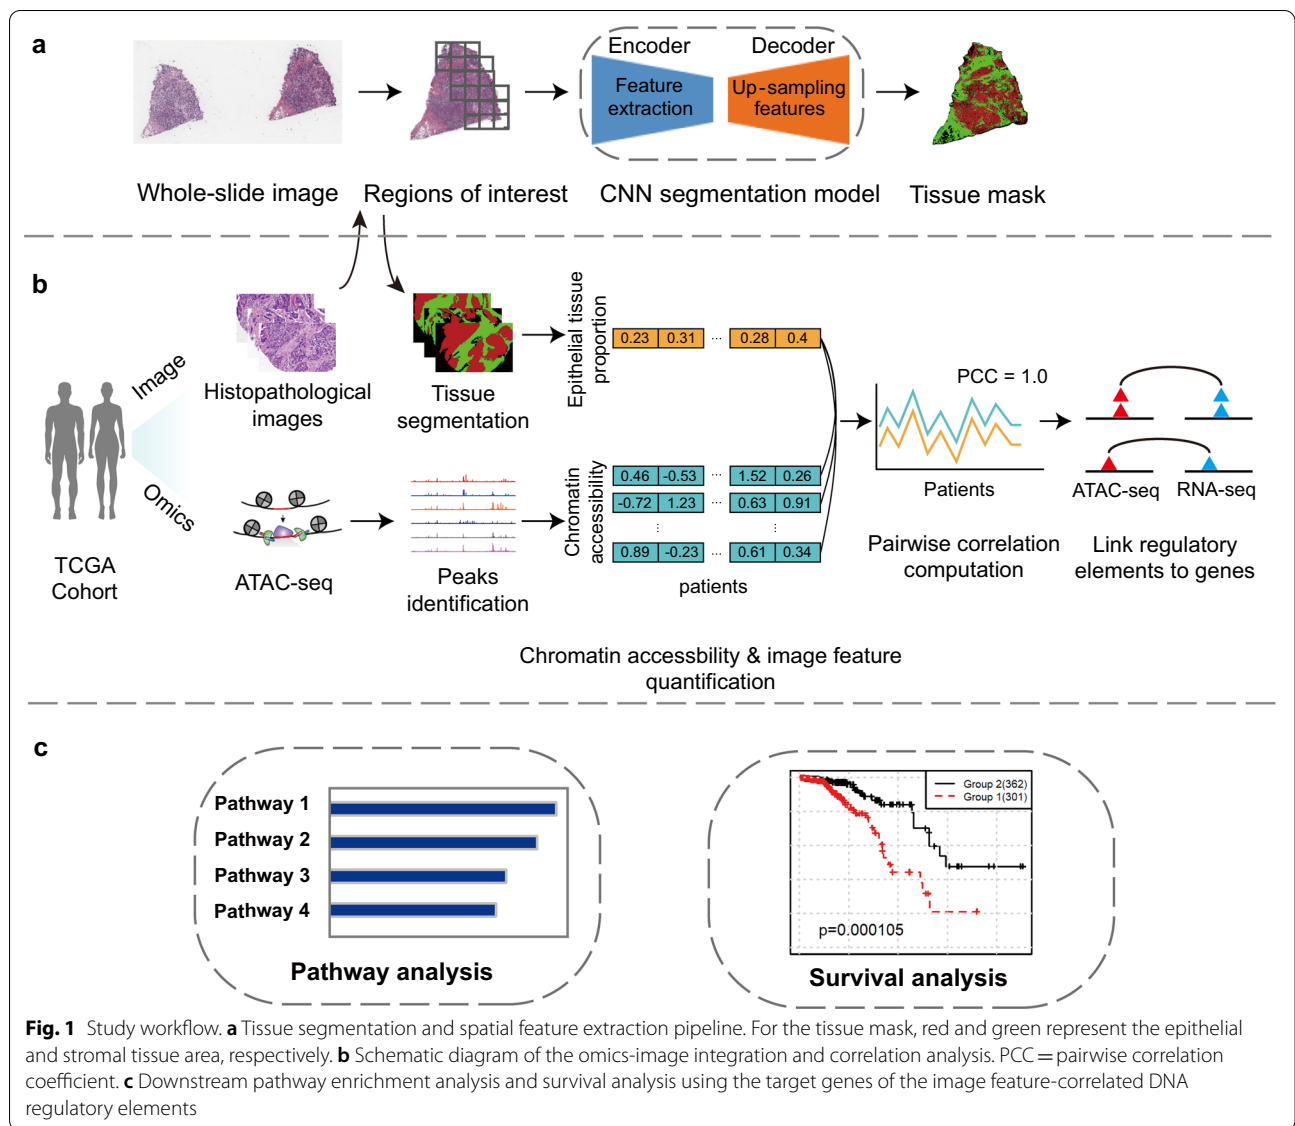 a
Encoder
Decoder
Feature
extraction
Up-sampling
features
Whole-slide image
Regions of interest
CNN segmentation model
Tissue mask
b
Image
Omics
TCGA
Cohort
Histopathological
images
Tissue
segmentation
Epithelial tissue
proportion
0.23 0.31 ... 0.28 0.4
ATAC-seq
Peaks
identification
Chromatin
accessibility
0.46 -0.53 ... 1.52 0.26
-0.72 1.23 ... 0.63 0.91
0.89 -0.23 ... 0.61 0.34
patients
PCC = 1.0
Patients
Pairwise correlation
computation
ATAC-seq RNA-seq
Link regulatory
elements to genes
Chromatin accessbility & image feature
quantification
c
Pathway 1
Pathway 2
Pathway 3
Pathway 4
Pathway analysis
Group 2(362)
Group 1(301)
p=0.000105
Survival analysis
Fig. 1 Study workflow. a Tissue segmentation and spatial feature extraction pipeline. For the tissue mask, red and green represent the epithelial
and stromal tissue area, respectively. b Schematic diagram of the omics-image integration and correlation analysis. PCC = pairwise correlation
coefficient. c Downstream pathway enrichment analysis and survival analysis using the target genes of the image feature-correlated DNA
regulatory elements